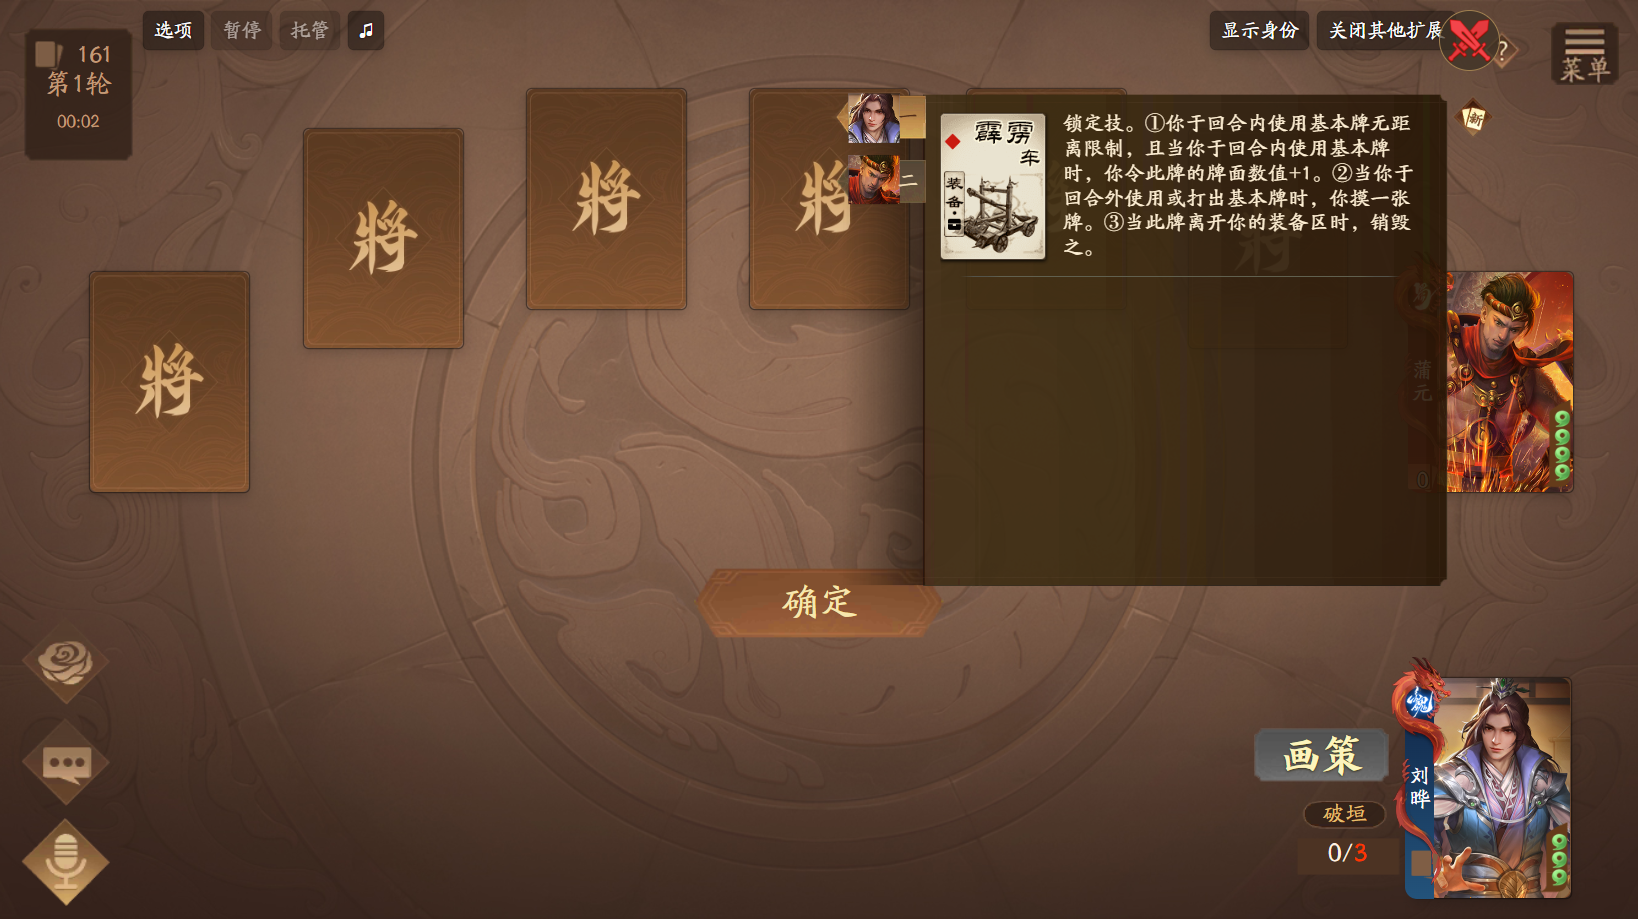 选项
暂停
托管
显示身份
关闭其他扩展
?
菜单
161
第1轮
00:02
将
将
将
将
一
二
霹雳
车
装
备
锁定技。①你于回合内使用基本牌无距
离限制，且当你于回合内使用基本牌
时，你令此牌的牌面数值+1。②当你于
回合外使用或打出基本牌时，你摸一张
牌。③当此牌离开你的装备区时，销毁
之。
新
蒲
元
0
确定
画策
破垣
0/3
魏
刘
晔